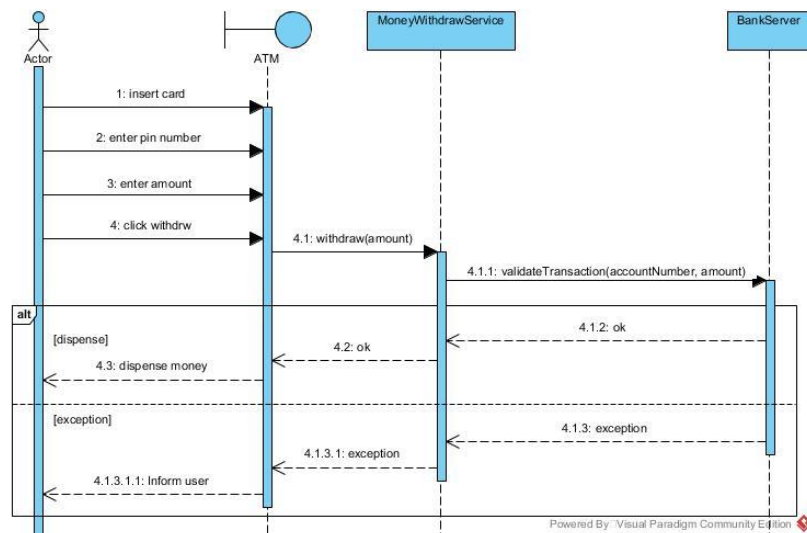 MoneyWithdrawService
BankServer
Actor
ATM
1: insert card
2: enter pin number
3: enter amount
4: click withdrw
4.1: withdraw(amount)
4.1.1: validateTransaction(accountNumber, amount)
alt
[dispense]
4.1.2: ok
4.2: ok
4.3: dispense money
[exception]
4.1.3: exception
4.1.3.1: exception
4.1.3.1.1: Inform user
Powered By Visual Paradigm Community Edition